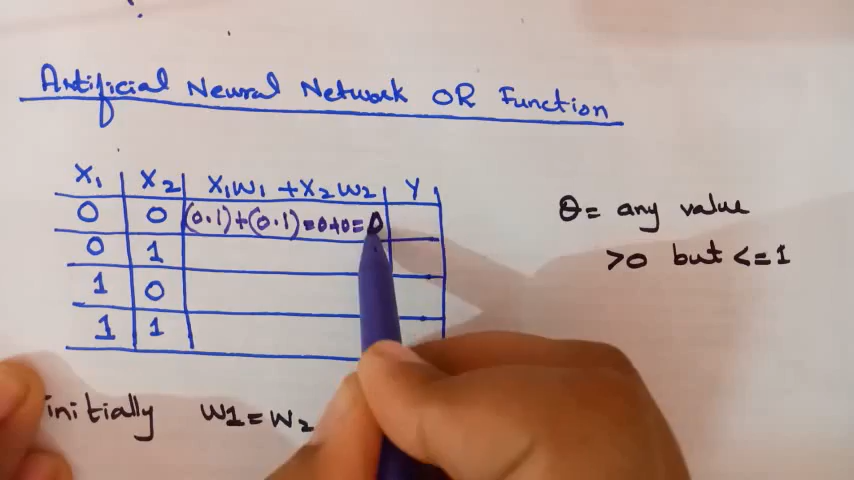 Artificial Neural Network OR Function
X1 X2 X1W1 + X2W2 Y
0 0 (0.1)+(0.1)=0+0=0
0 1
1 0
1 1
θ = any value
>0 but <=1
initially W1=W2